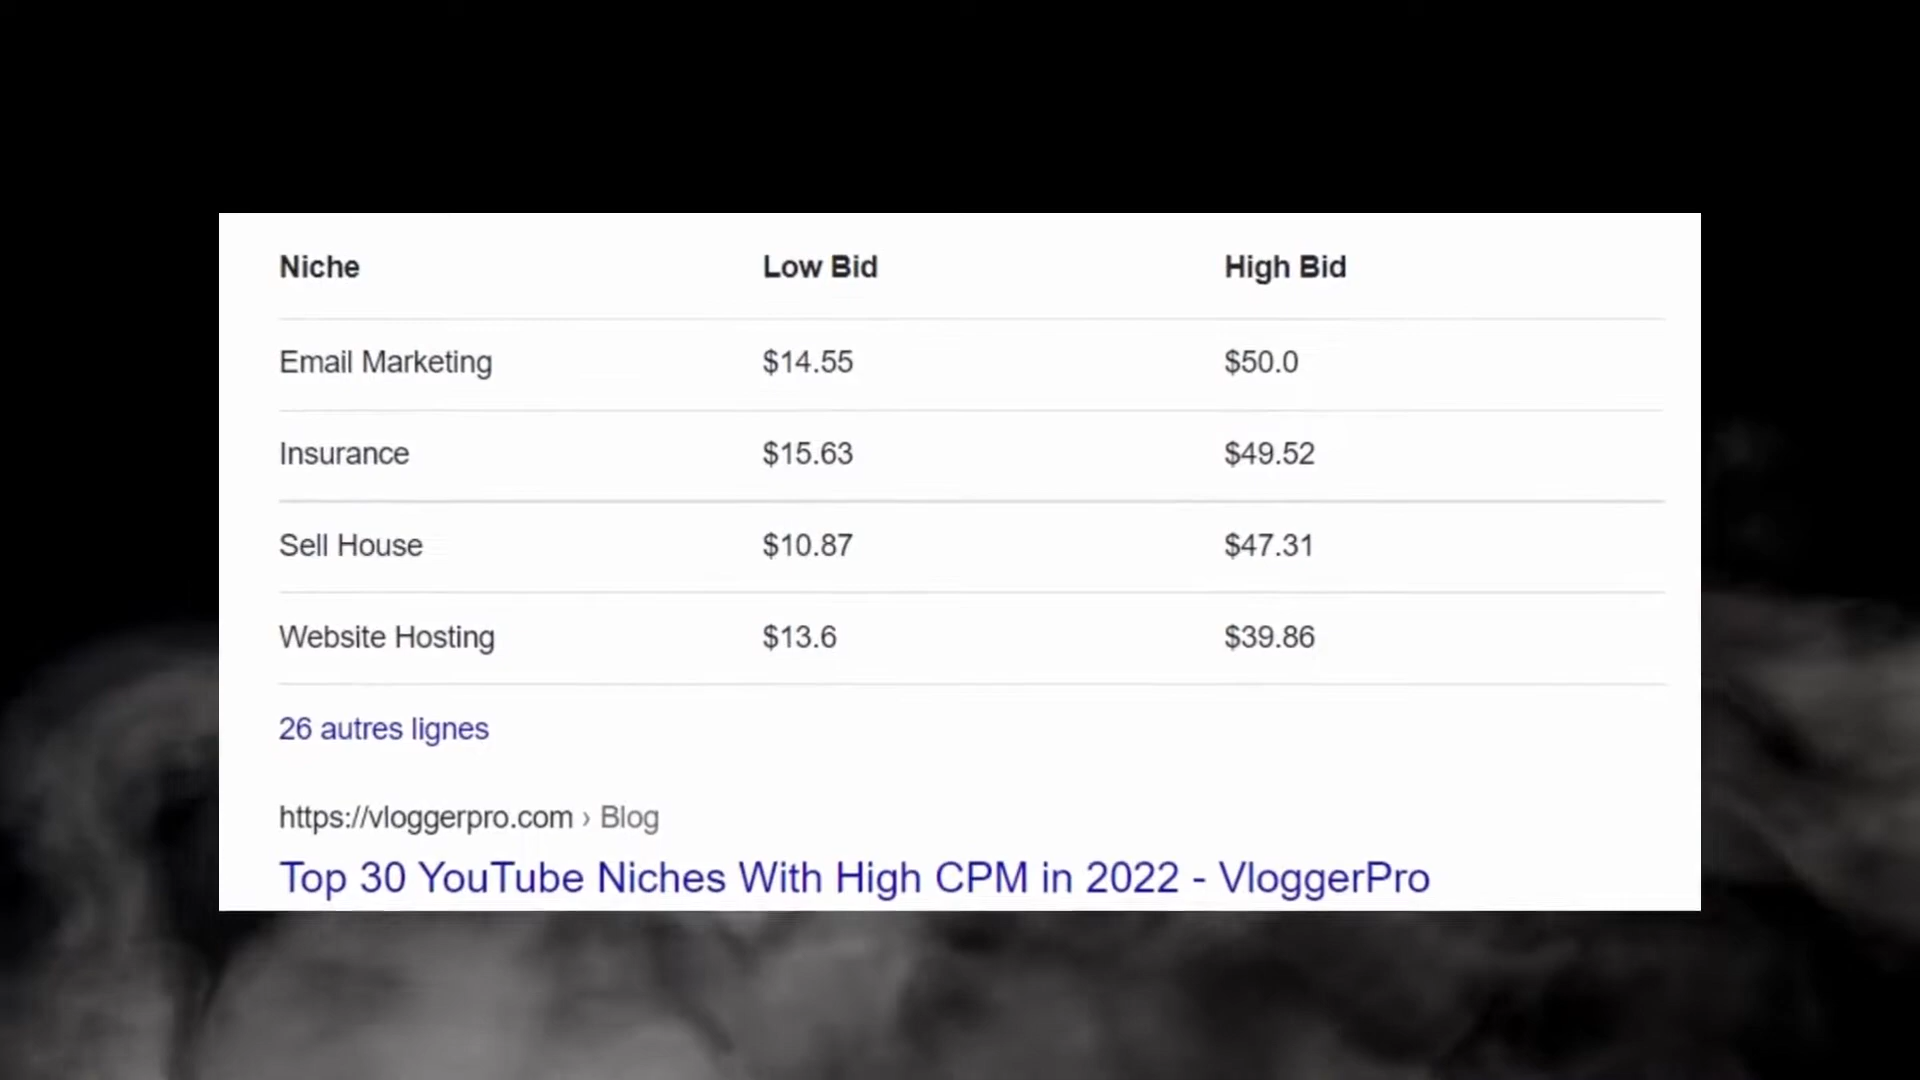 Niche Low Bid High Bid
Email Marketing $14.55 $50.0
Insurance $15.63 $49.52
Sell House $10.87 $47.31
Website Hosting $13.6 $39.86
26 autres lignes
https://vloggerpro.com › Blog
Top 30 YouTube Niches With High CPM in 2022 - VloggerPro